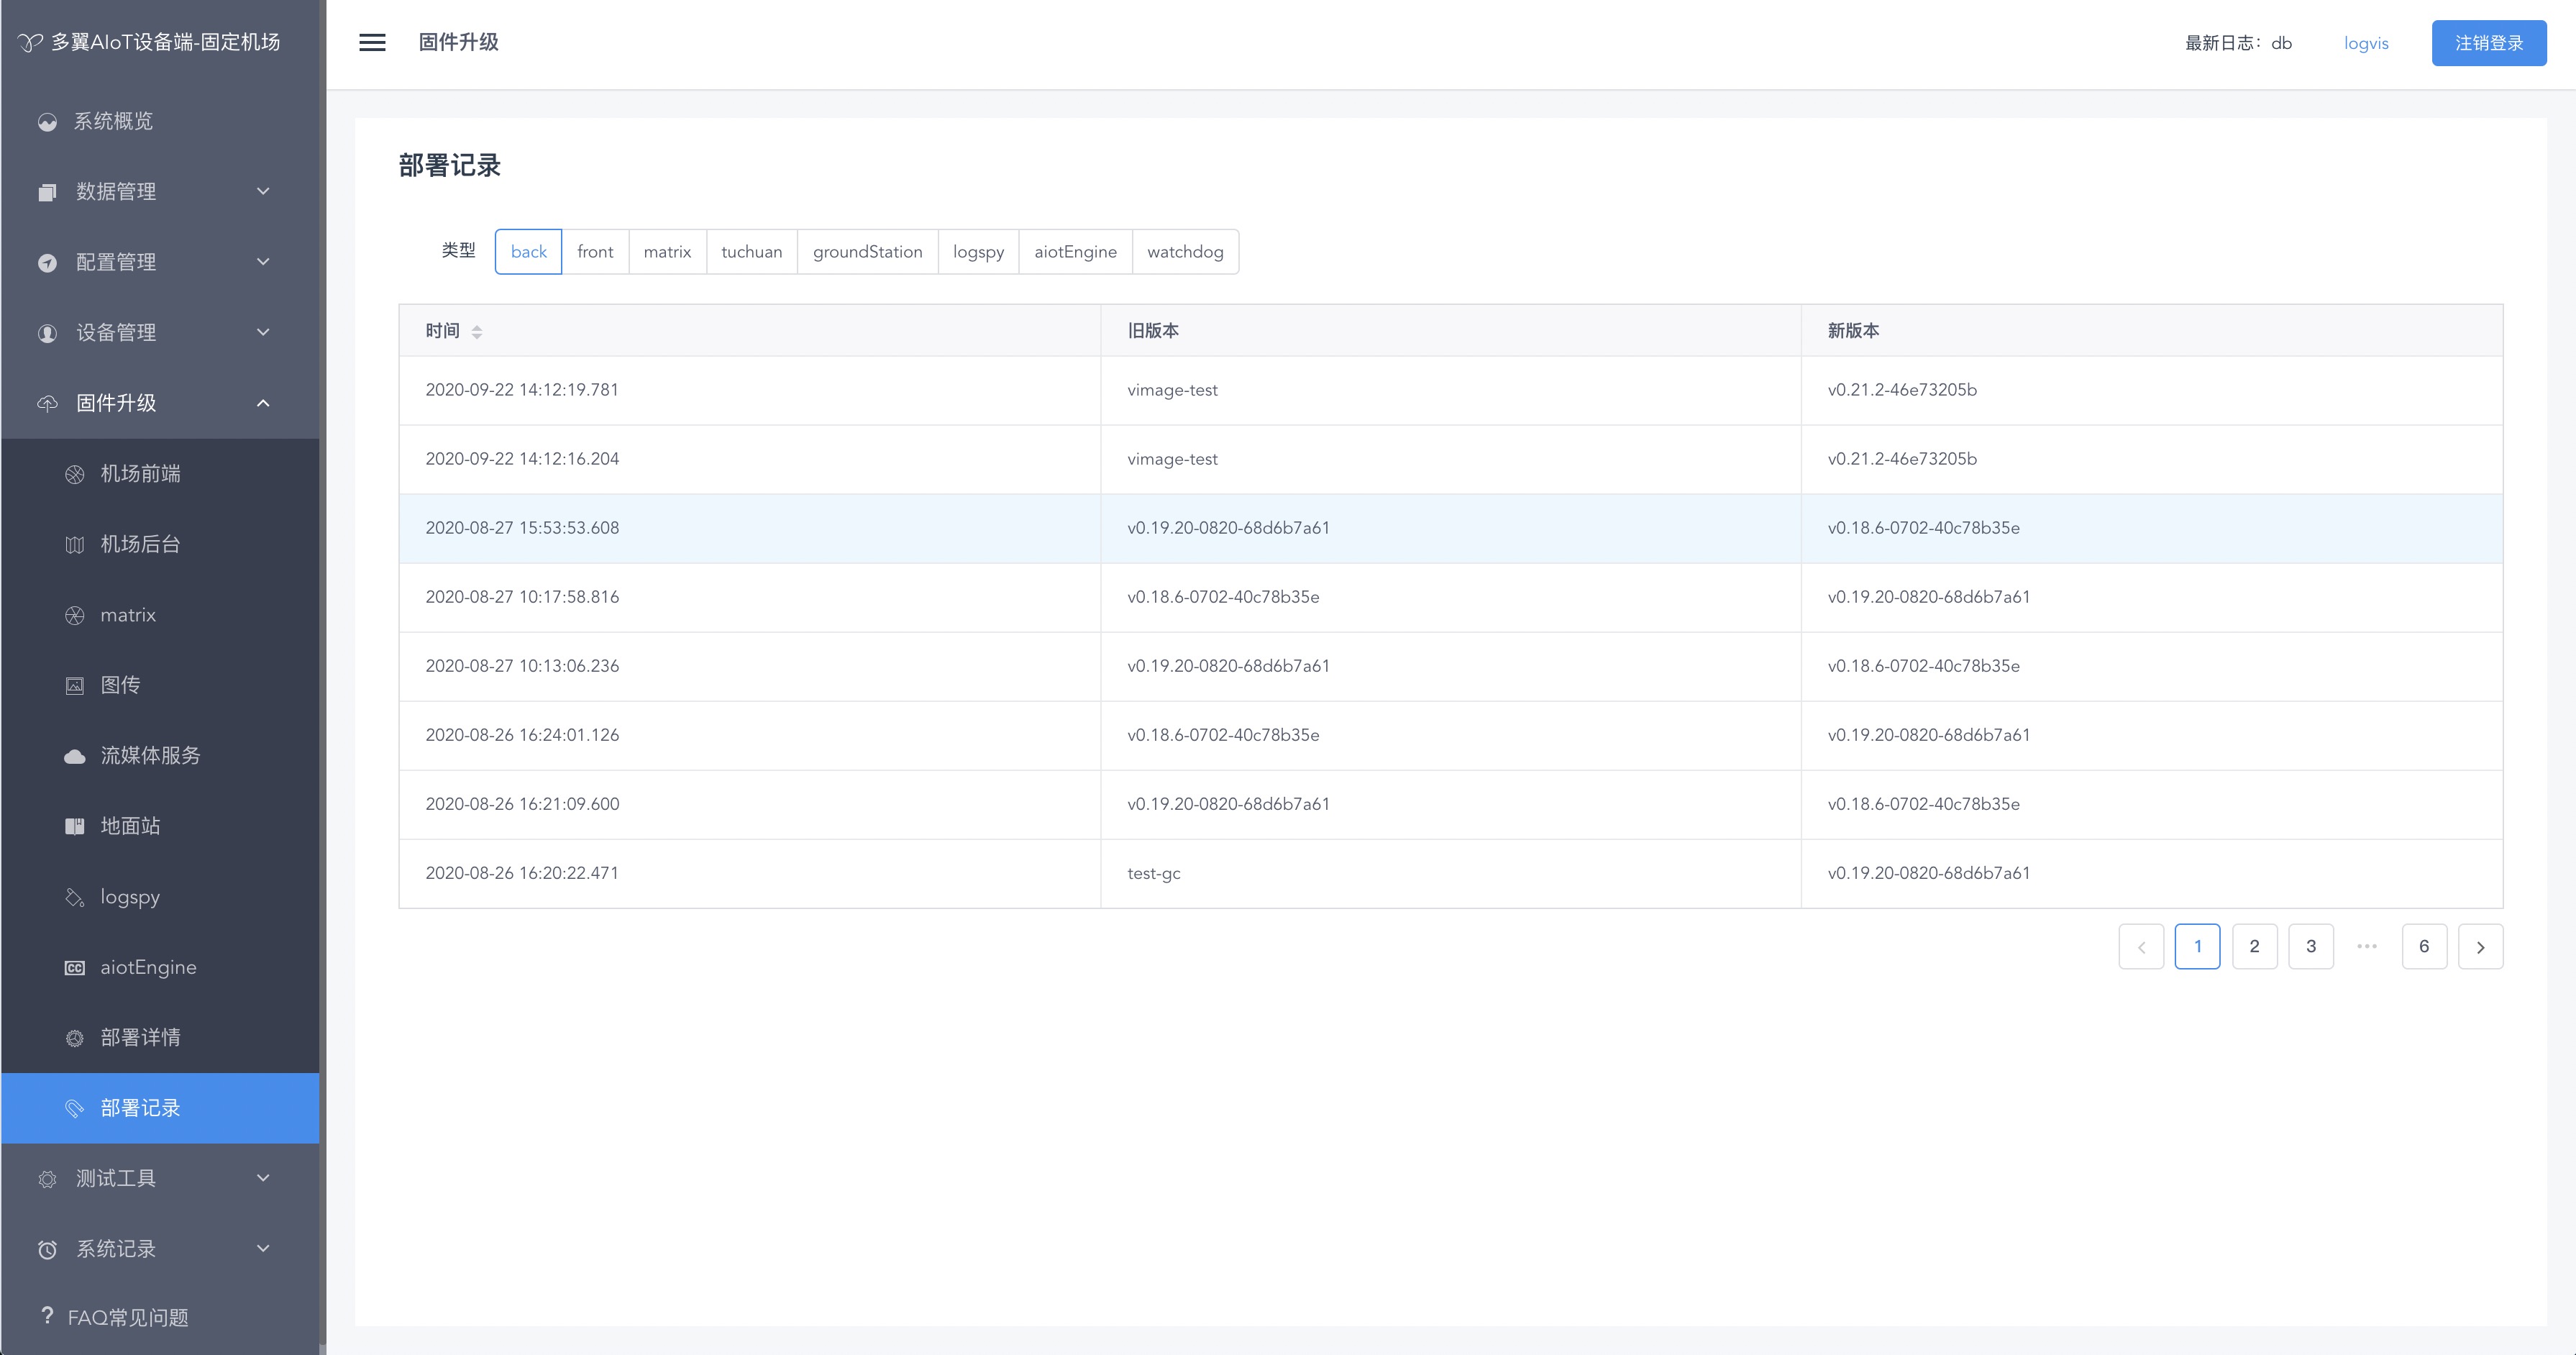 多翼AIoT设备端-固定机场
固件升级
最新日志：db
logvis
注销登录
系统概览
数据管理
配置管理
设备管理
固件升级
机场前端
机场后台
matrix
图传
流媒体服务
地面站
logspy
aiotEngine
部署详情
部署记录
测试工具
系统记录
? FAQ常见问题
部署记录
类型 back front matrix tuchuan groundStation logspy aiotEngine watchdog
时间 旧版本 新版本
2020-09-22 14:12:19.781 vimage-test v0.21.2-46e73205b
2020-09-22 14:12:16.204 vimage-test v0.21.2-46e73205b
2020-08-27 15:53:53.608 v0.19.20-0820-68d6b7a61 v0.18.6-0702-40c78b35e
2020-08-27 10:17:58.816 v0.18.6-0702-40c78b35e v0.19.20-0820-68d6b7a61
2020-08-27 10:13:06.236 v0.19.20-0820-68d6b7a61 v0.18.6-0702-40c78b35e
2020-08-26 16:24:01.126 v0.18.6-0702-40c78b35e v0.19.20-0820-68d6b7a61
2020-08-26 16:21:09.600 v0.19.20-0820-68d6b7a61 v0.18.6-0702-40c78b35e
2020-08-26 16:20:22.471 test-gc v0.19.20-0820-68d6b7a61
< 1 2 3 ••• 6 >